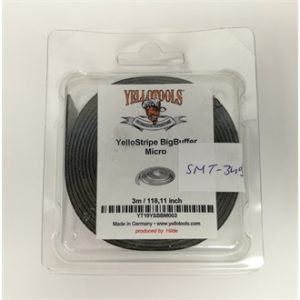 YELLOTOOLS
YelloStripe BigBuffer
Micro
SMT-349
3m / 118,11 inch
YT19YSBBM003
Made in Germany • www.yellotools.com
produced by Hilde